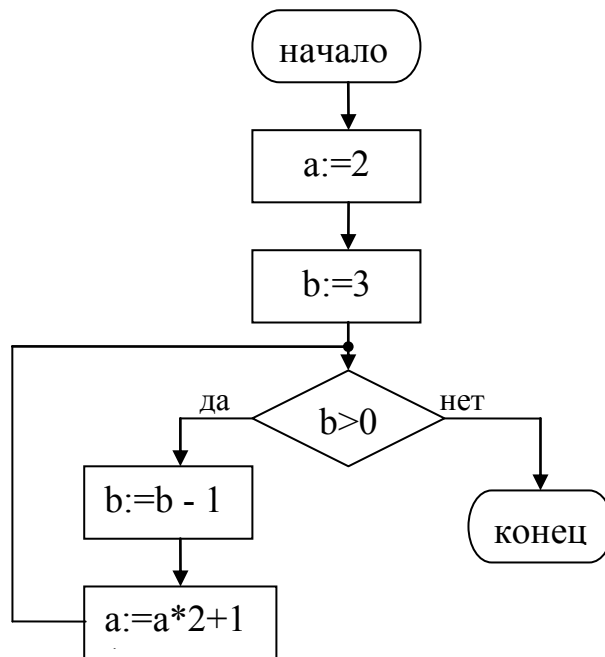 начало
a:=2
b:=3
да
b>0
нет
b:=b - 1
конец
a:=a*2+1